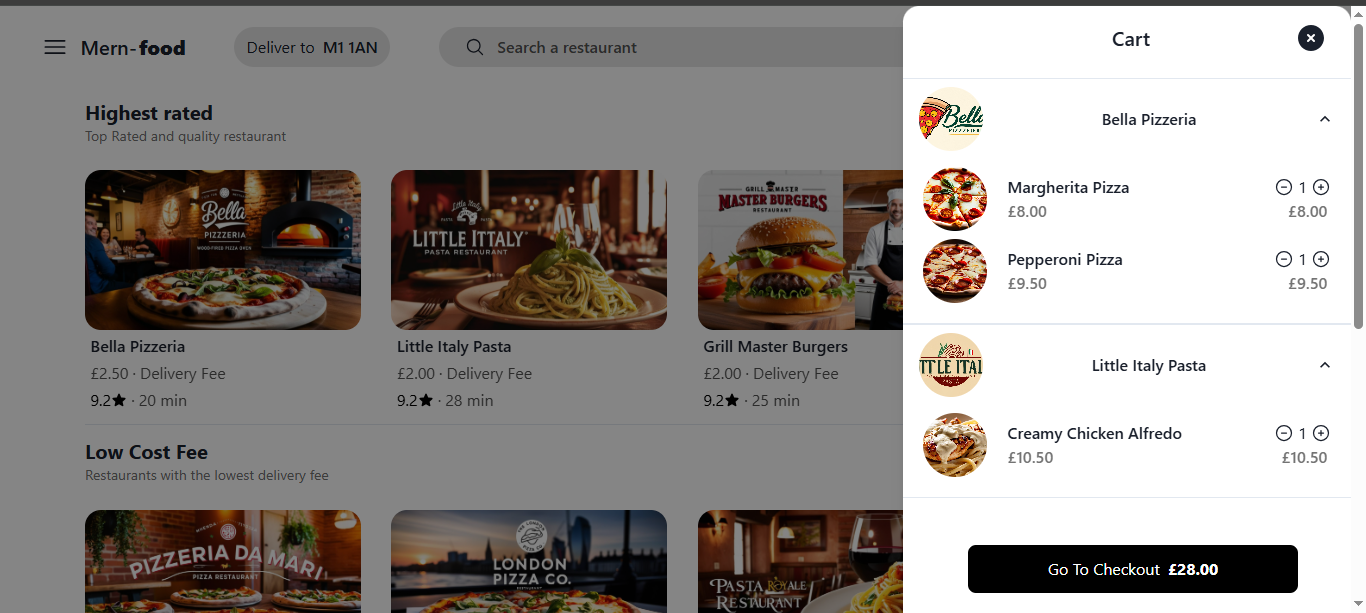 Mern-food
Deliver to M1 1AN
Search a restaurant
Highest rated
Top Rated and quality restaurant
Bella
PIZZZERIA
WOOD-FIRED PIZZA OVEN
Bella Pizzeria
£2.50 · Delivery Fee
9.2★ · 20 min
Little Italy
PASTA
RESTAURANT
LITTLE ITTALY
PASTA RESTAURANT
Little Italy Pasta
£2.00 · Delivery Fee
9.2★ · 28 min
GRILL MASTER
MASTER BURGERS
RESTAURANT
Grill Master Burgers
£2.00 · Delivery Fee
9.2★ · 25 min
Low Cost Fee
Restaurants with the lowest delivery fee
PIZZERIA DA MARI
PIZZA RESTAURANT
LONDON
PIZZA CO.
PASTA ROYALE
RESTAURANT
Cart
Bella
Bella Pizzeria
Margherita Pizza
1
£8.00
£8.00
Pepperoni Pizza
1
£9.50
£9.50
TTLE ITAL
Little Italy Pasta
Creamy Chicken Alfredo
1
£10.50
£10.50
Go To Checkout £28.00